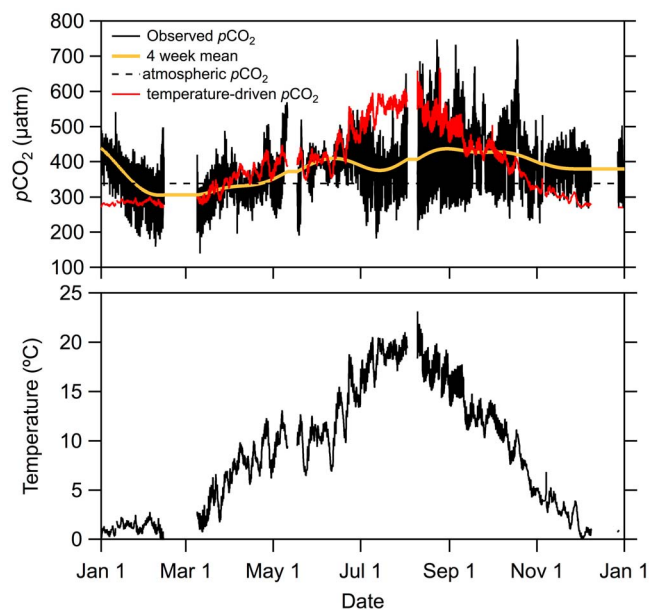 800
700
600
500
400
300
200
100
pCO₂ (µatm)
Observed pCO₂
4 week mean
atmospheric pCO₂
temperature-driven pCO₂
25
20
15
10
5
0
Temperature (ºC)
Jan 1 Mar 1 May 1 Jul 1 Sep 1 Nov 1 Jan 1
Date